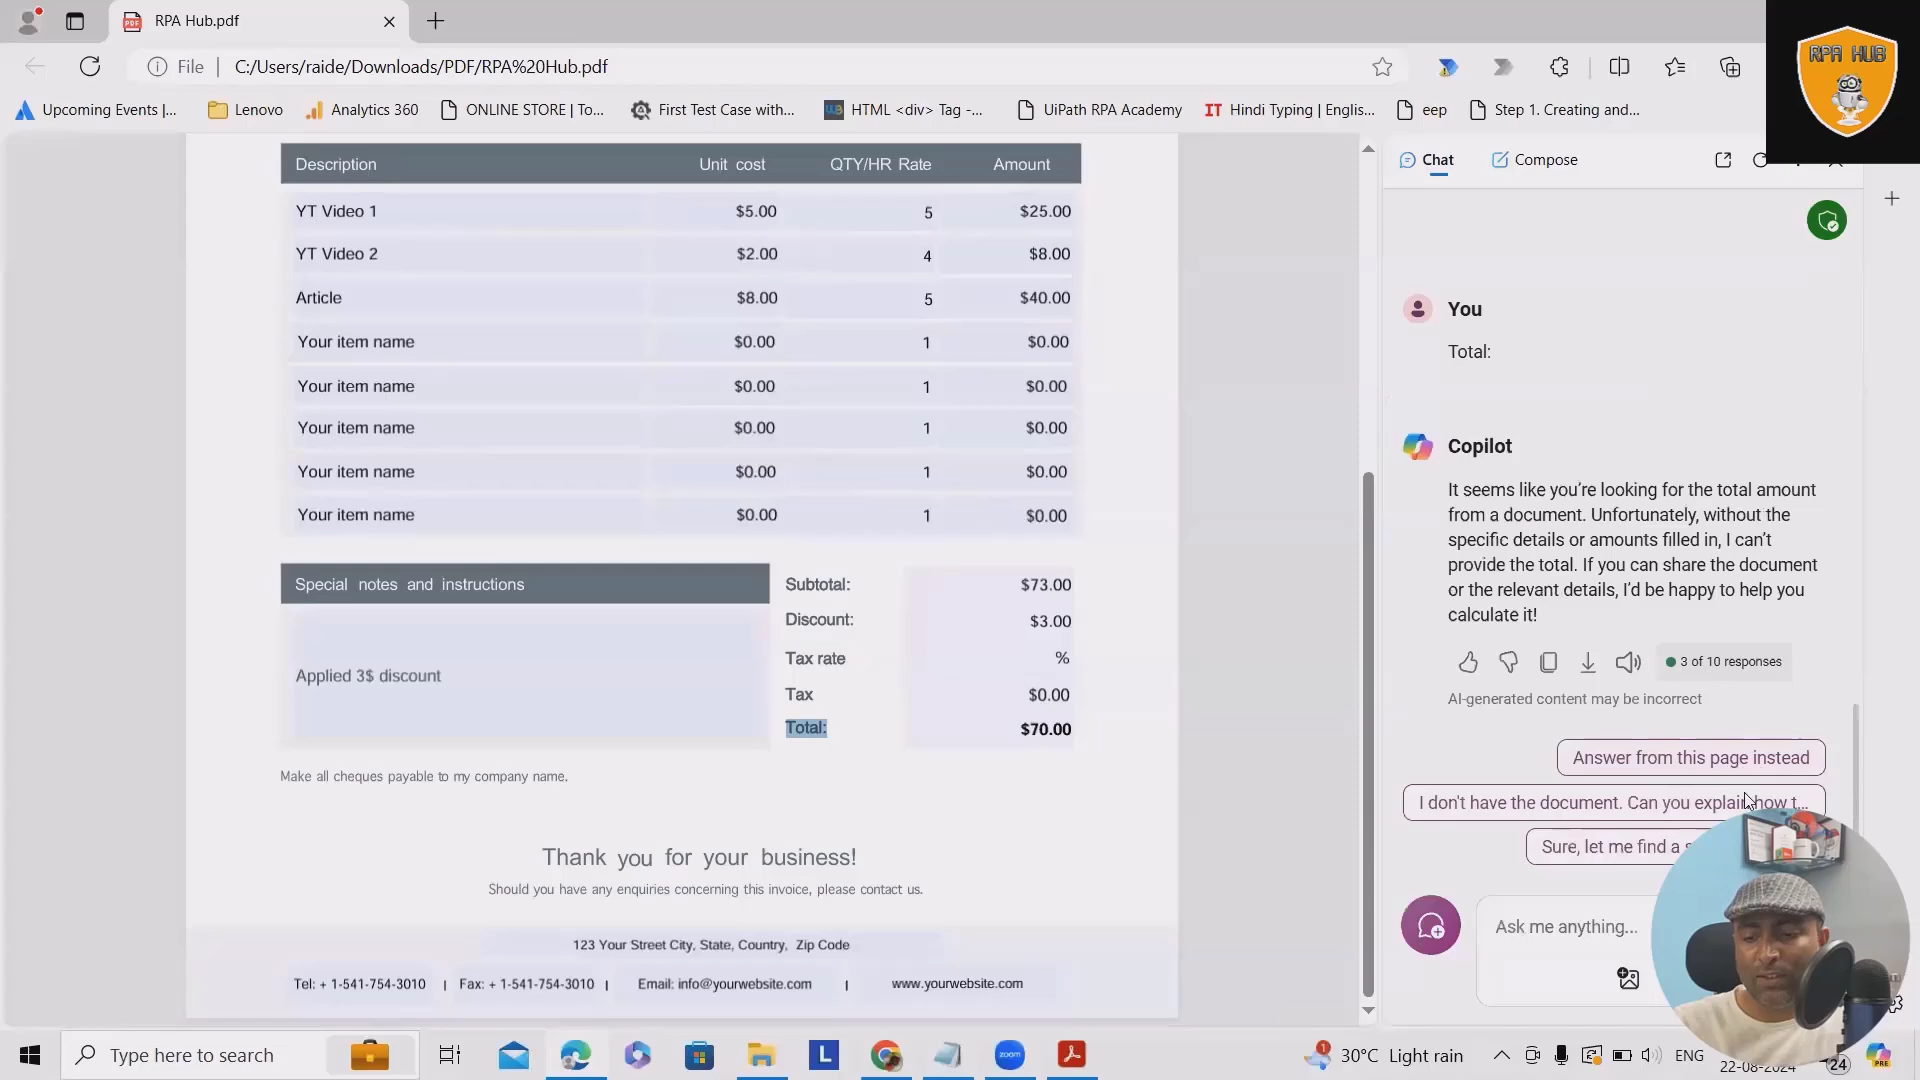 RPA Hub.pdf
File
C:/Users/raide/Downloads/PDF/RPA%20Hub.pdf
RPA HUB
Upcoming Events |...
Lenovo
Analytics 360
ONLINE STORE | To...
First Test Case with...
HTML <div> Tag -...
UiPath RPA Academy
IT Hindi Typing | Englis...
eep
Step 1. Creating and...
Description Unit cost QTY/HR Rate Amount
YT Video 1 $5.00 5 $25.00
YT Video 2 $2.00 4 $8.00
Article $8.00 5 $40.00
Your item name $0.00 1 $0.00
Your item name $0.00 1 $0.00
Your item name $0.00 1 $0.00
Your item name $0.00 1 $0.00
Your item name $0.00 1 $0.00
Special notes and instructions
Applied 3$ discount
Subtotal: $73.00
Discount: $3.00
Tax rate %
Tax $0.00
Total: $70.00
Make all cheques payable to my company name.
Thank you for your business!
Should you have any enquiries concerning this invoice, please contact us.
123 Your Street City, State, Country, Zip Code
Tel: + 1-541-754-3010 | Fax: + 1-541-754-3010 | Email: info@yourwebsite.com | www.yourwebsite.com
Chat
Compose
You
Total:
Copilot
It seems like you're looking for the total amount
from a document. Unfortunately, without the
specific details or amounts filled in, I can't
provide the total. If you can share the document
or the relevant details, I'd be happy to help you
calculate it!
3 of 10 responses
AI-generated content may be incorrect
Answer from this page instead
I don't have the document. Can you explain how t...
Sure, let me find a
Ask me anything...
Type here to search
L
zoom
1
30°C Light rain
ENG
22-08-2024
24
PRE